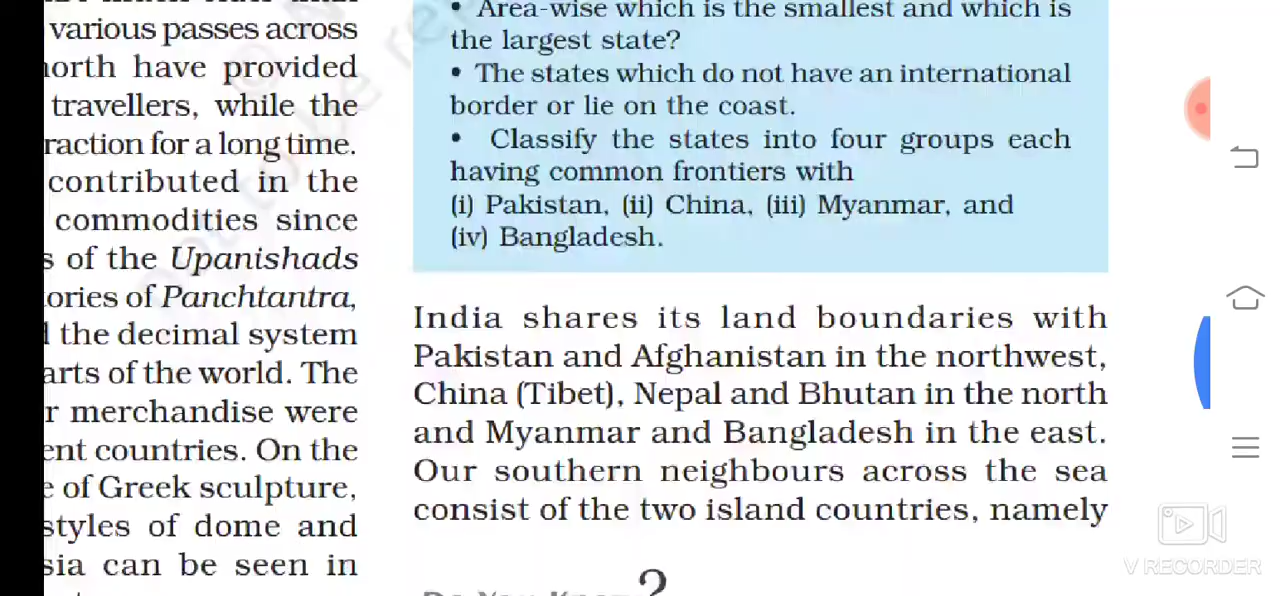 various passes across
north have provided
travellers, while the
raction for a long time.
contributed in the
commodities since
s of the Upanishads
ories of Panchtantra,
the decimal system
arts of the world. The
r merchandise were
ent countries. On the
e of Greek sculpture,
styles of dome and
sia can be seen in
• Area-wise which is the smallest and which is
the largest state?
• The states which do not have an international
border or lie on the coast.
• Classify the states into four groups each
having common frontiers with
(i) Pakistan, (ii) China, (iii) Myanmar, and
(iv) Bangladesh.
India shares its land boundaries with
Pakistan and Afghanistan in the northwest,
China (Tibet), Nepal and Bhutan in the north
and Myanmar and Bangladesh in the east.
Our southern neighbours across the sea
consist of the two island countries, namely
Do You Know?
V RECORDER